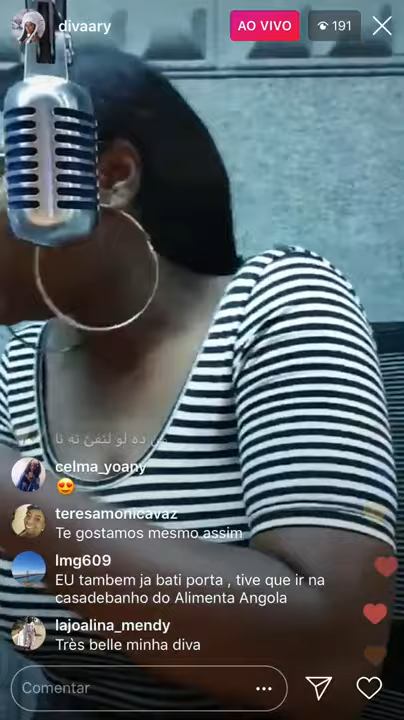 divaary
AO VIVO
191
celma_yoany
😍
teresamonicavaz
Te gostamos mesmo assim
lmg609
EU tambem ja bati porta , tive que ir na
casadebanho do Alimenta Angola
lajoalina_mendy
Très belle minha diva
Comentar